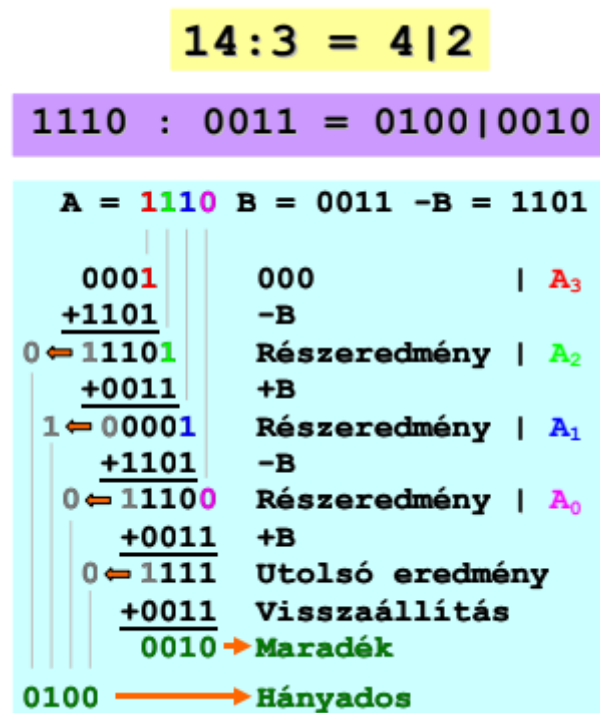 14:3 = 4|2
1110 : 0011 = 0100|0010
A = 1110 B = 0011 -B = 1101
0001 000 | A₃
+1101 -B
0 11101 Részeredmény | A₂
+0011 +B
1 00001 Részeredmény | A₁
+1101 -B
0 11100 Részeredmény | A₀
+0011 +B
0 1111 Utolsó eredmény
+0011 Visszaállítás
0010 Maradék
0100 Hányados